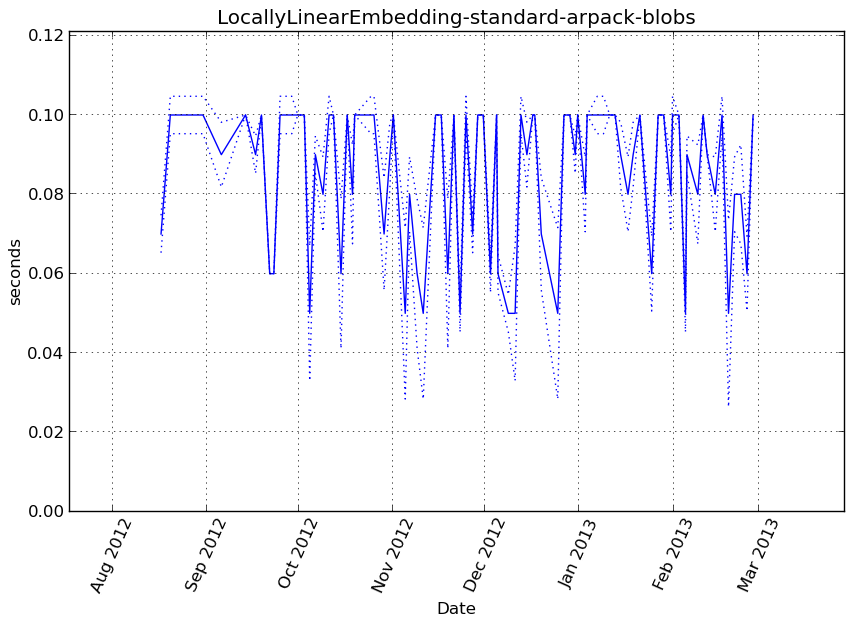 LocallyLinearEmbedding-standard-arpack-blobs
0.12
0.10
0.08
0.06
0.04
0.02
0.00
seconds
Aug 2012
Sep 2012
Oct 2012
Nov 2012
Dec 2012
Jan 2013
Feb 2013
Mar 2013
Date